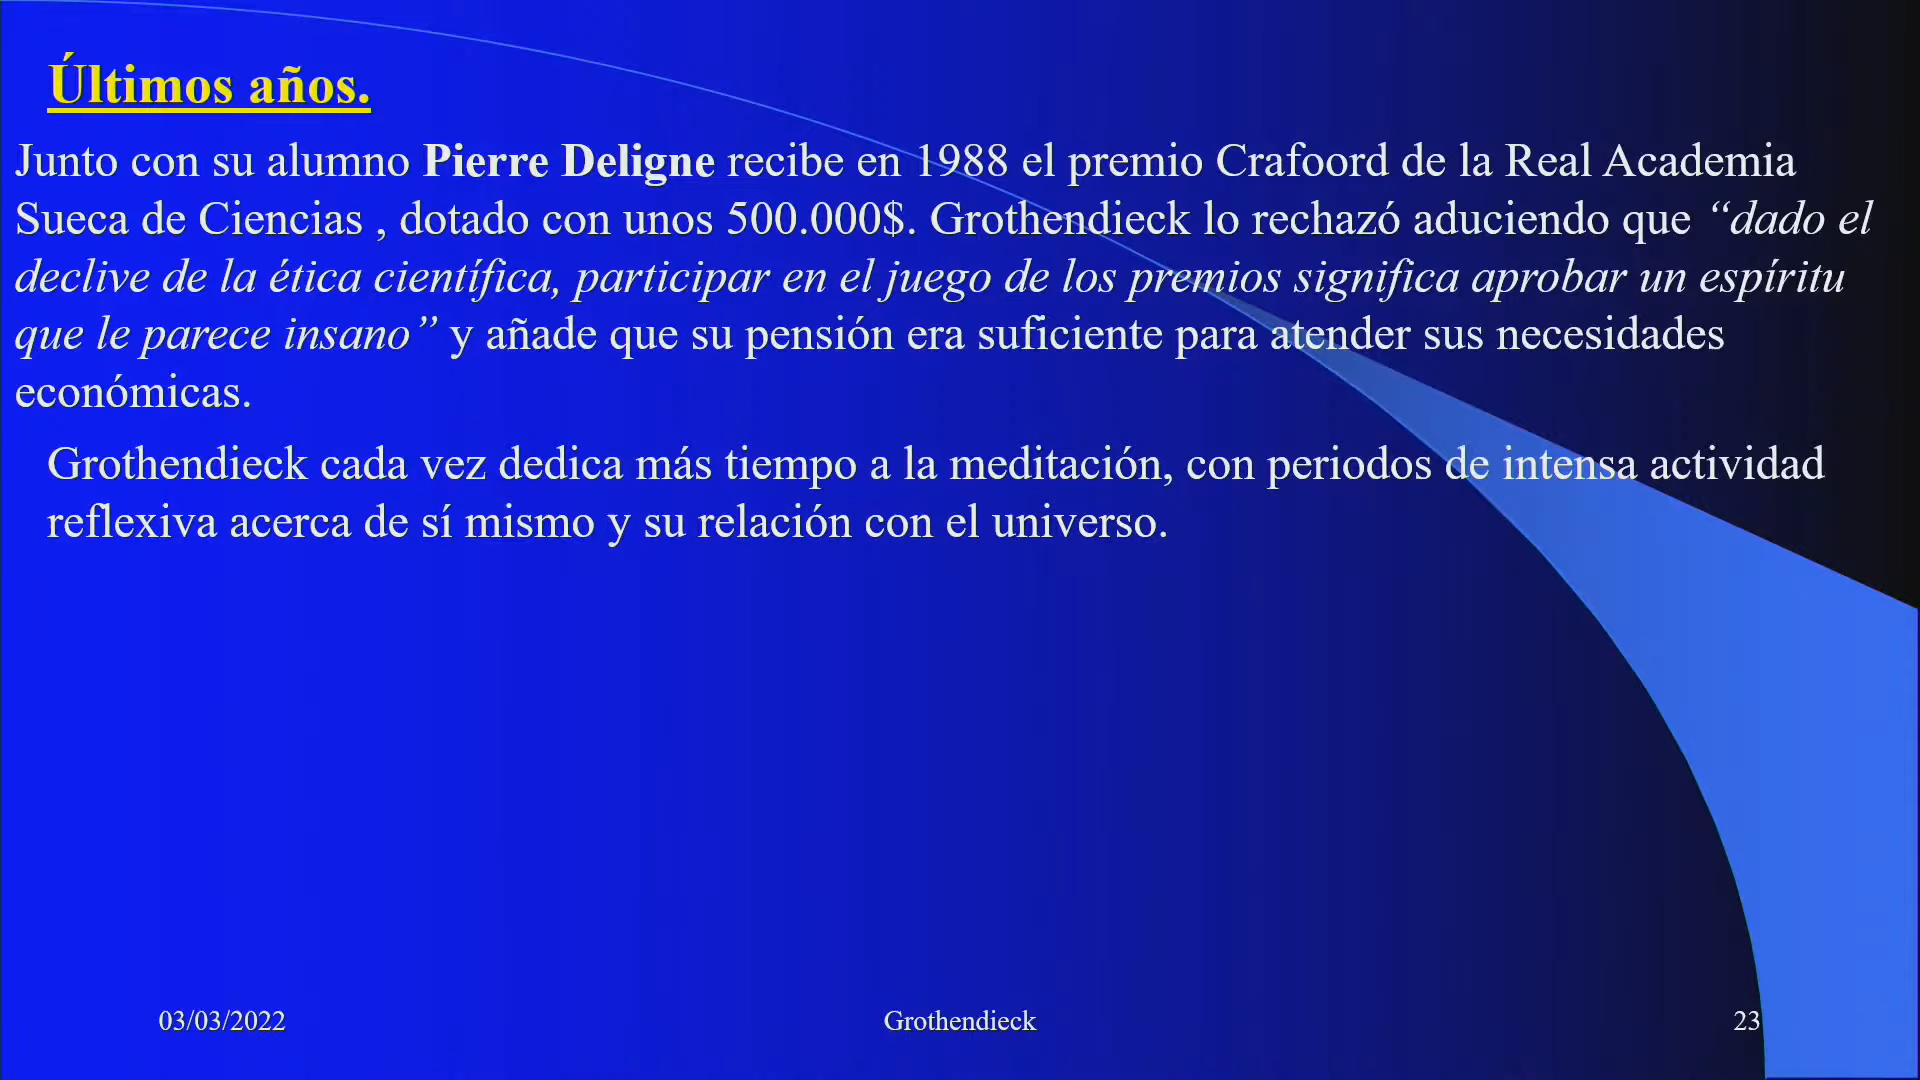 Últimos años.
Junto con su alumno Pierre Deligne recibe en 1988 el premio Crafoord de la Real Academia
Sueca de Ciencias , dotado con unos 500.000$. Grothendieck lo rechazó aduciendo que “dado el
declive de la ética científica, participar en el juego de los premios significa aprobar un espíritu
que le parece insano” y añade que su pensión era suficiente para atender sus necesidades
económicas.
Grothendieck cada vez dedica más tiempo a la meditación, con periodos de intensa actividad
reflexiva acerca de sí mismo y su relación con el universo.
03/03/2022
Grothendieck
23